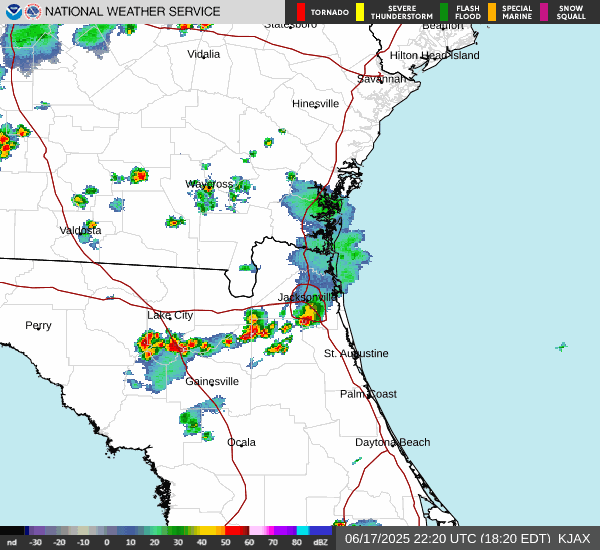 NATIONAL WEATHER SERVICE
TORNADO
SEVERE THUNDERSTORM
FLASH FLOOD
SPECIAL MARINE
SNOW SQUALL
Statesboro
Beaufort
Vidalia
Hilton Head Island
Savannah
Hinesville
Waycross
Valdosta
Jacksonville
Lake City
Perry
St. Augustine
Gainesville
Palm Coast
Ocala
Daytona Beach
nd -30 -20 -10 0 10 20 30 40 50 60 70 80 dBZ
06/17/2025 22:20 UTC (18:20 EDT) KJAX